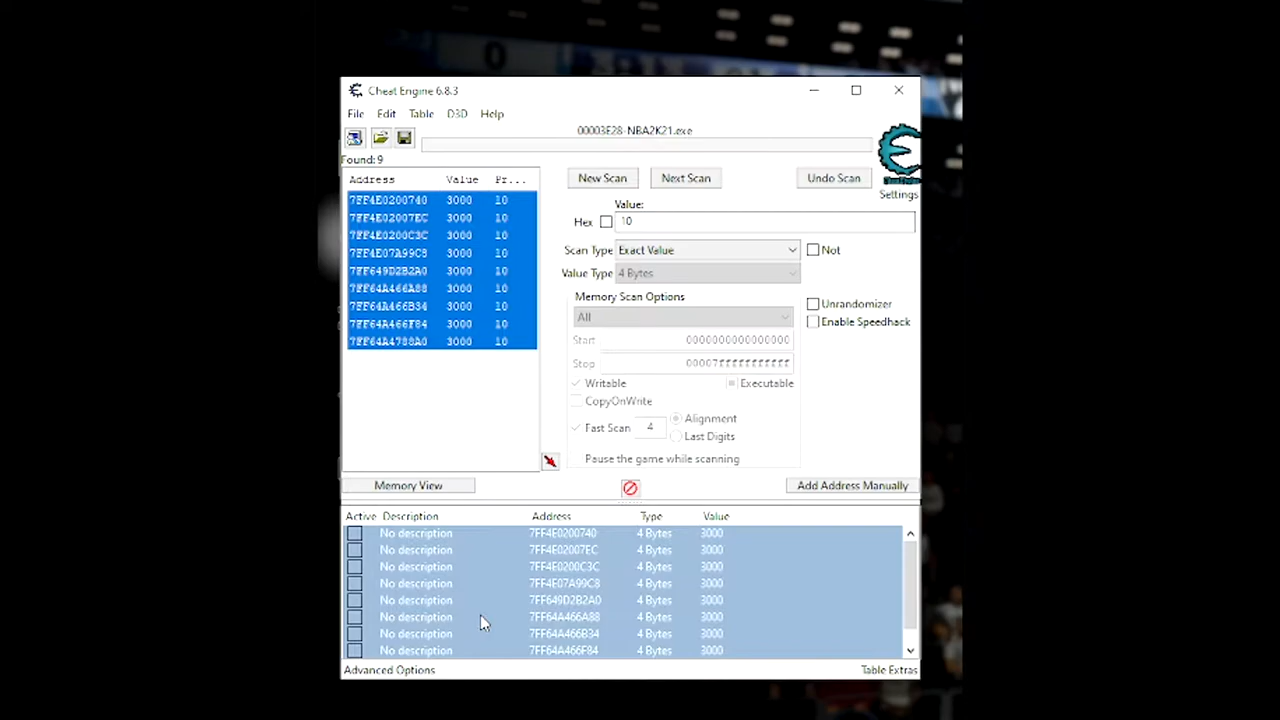 0
Cheat Engine 6.8.3
File Edit Table D3D Help
00003E28-NBA2K21.exe
Found: 9
Address Value Pr...
7FF4E0200740 3000 10
7FF4E02007EC 3000 10
7FF4E0200C3C 3000 10
7FF4E07A99C8 3000 10
7FF649D2B2A0 3000 10
7FF64A466A88 3000 10
7FF64A466B34 3000 10
7FF64A466F84 3000 10
7FF64A4788A0 3000 10
New Scan Next Scan Undo Scan
Settings
Value:
Hex 10
Scan Type Exact Value Not
Value Type 4 Bytes
Memory Scan Options
All
Unrandomizer
Enable Speedhack
Start 0000000000000000
Stop 00007fffffffffff
Writable Executable
CopyOnWrite
Fast Scan 4 Alignment
Last Digits
Pause the game while scanning
Memory View Add Address Manually
Active Description Address Type Value
No description 7FF4E0200740 4 Bytes 3000
No description 7FF4E02007EC 4 Bytes 3000
No description 7FF4E0200C3C 4 Bytes 3000
No description 7FF4E07A99C8 4 Bytes 3000
No description 7FF649D2B2A0 4 Bytes 3000
No description 7FF64A466A88 4 Bytes 3000
No description 7FF64A466B34 4 Bytes 3000
No description 7FF64A466F84 4 Bytes 3000
Advanced Options Table Extras